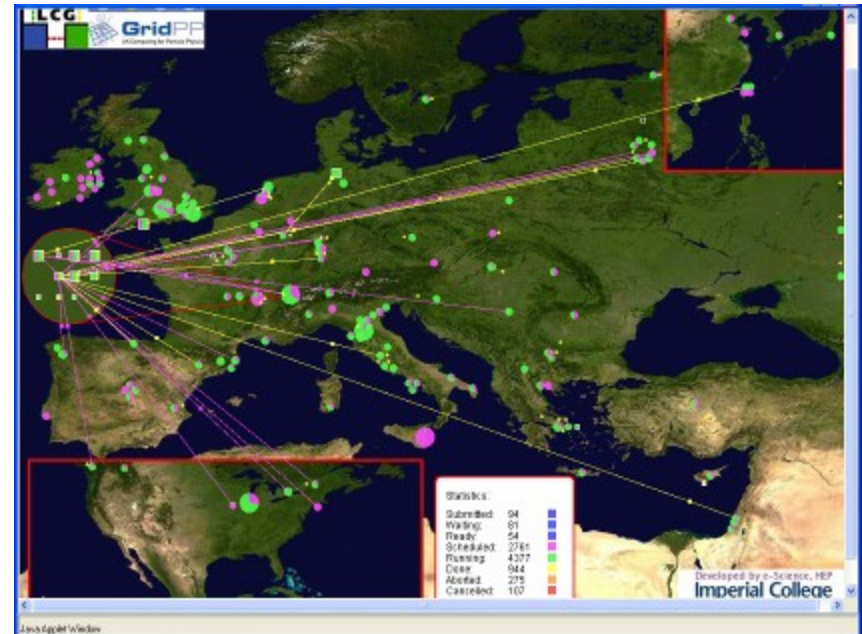 LCG
GridPP
UK Computing for Particle Physics
Statistics:
Submitted: 94
Waiting: 81
Ready: 54
Scheduled: 2761
Running: 4377
Done: 944
Aborted: 275
Cancelled: 107
Developed by e-Science, HEP
Imperial College
Java Applet Window